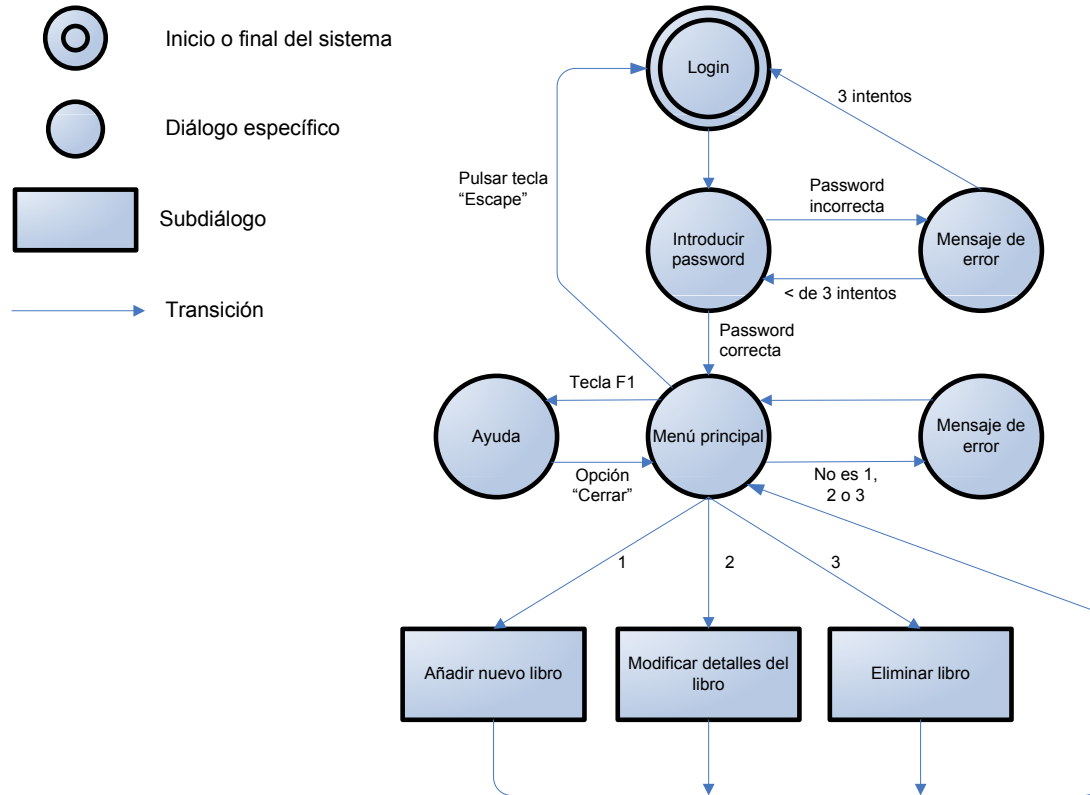 Inicio o final del sistema
Diálogo específico
Subdiálogo
Transición
Login
3 intentos
Pulsar tecla
“Escape”
Password
incorrecta
Introducir
password
Mensaje de
error
< de 3 intentos
Password
correcta
Tecla F1
Ayuda
Menú principal
Mensaje de
error
Opción
“Cerrar”
No es 1,
2 o 3
1
2
3
Añadir nuevo libro
Modificar detalles del
libro
Eliminar libro